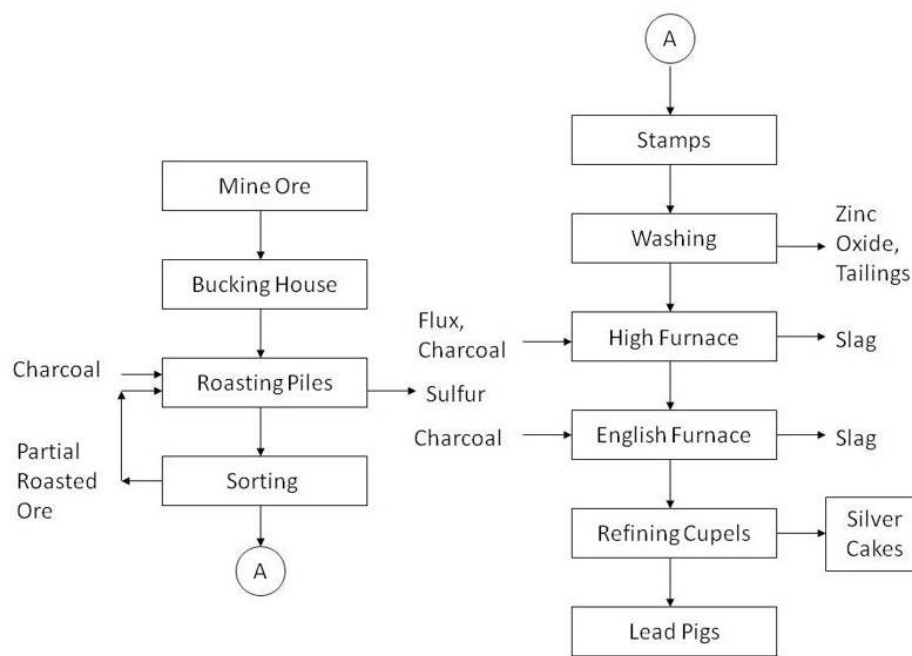 Mine Ore
Bucking House
Charcoal
Roasting Piles
Sulfur
Partial
Roasted
Ore
Sorting
A
A
Stamps
Washing
Zinc
Oxide,
Tailings
Flux,
Charcoal
High Furnace
Slag
Charcoal
English Furnace
Slag
Refining Cupels
Silver
Cakes
Lead Pigs